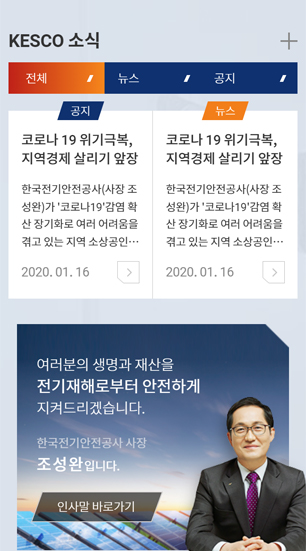 KESCO 소식
전체
뉴스
공지
공지
코로나 19 위기극복,
지역경제 살리기 앞장
한국전기안전공사(사장 조
성완)가 '코로나19'감염 확
산 장기화로 여러 어려움을
겪고 있는 지역 소상공인…
2020. 01. 16
뉴스
코로나 19 위기극복,
지역경제 살리기 앞장
한국전기안전공사(사장 조
성완)가 '코로나19'감염 확
산 장기화로 여러 어려움을
겪고 있는 지역 소상공인…
2020. 01. 16
여러분의 생명과 재산을
전기재해로부터 안전하게
지켜드리겠습니다.
한국전기안전공사 사장
조성완입니다.
인사말 바로가기